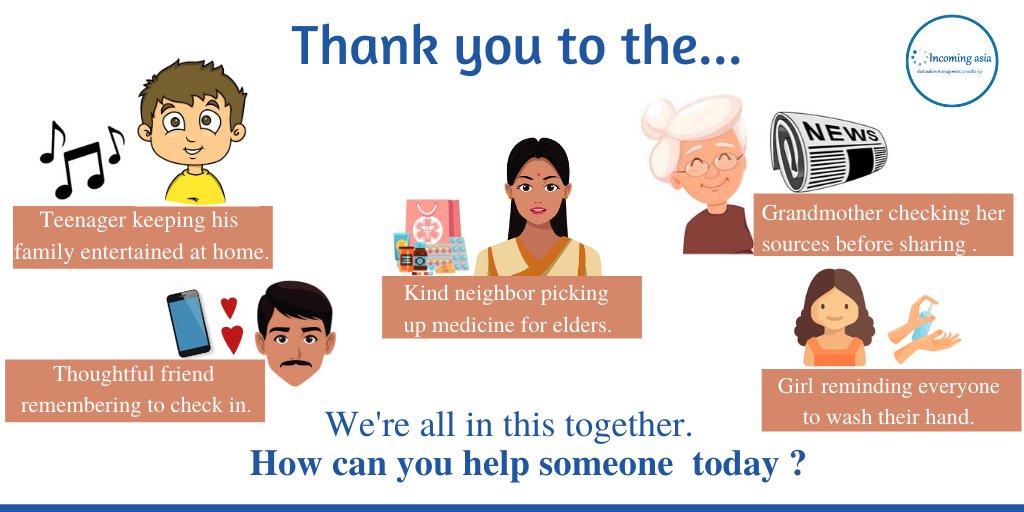 Thank you to the...
Incoming asia
destination management consultancy
NEWS
Teenager keeping his
family entertained at home.
Grandmother checking her
sources before sharing .
Kind neighbor picking
up medicine for elders.
Thoughtful friend
remembering to check in.
Girl reminding everyone
to wash their hand.
We're all in this together.
How can you help someone today ?